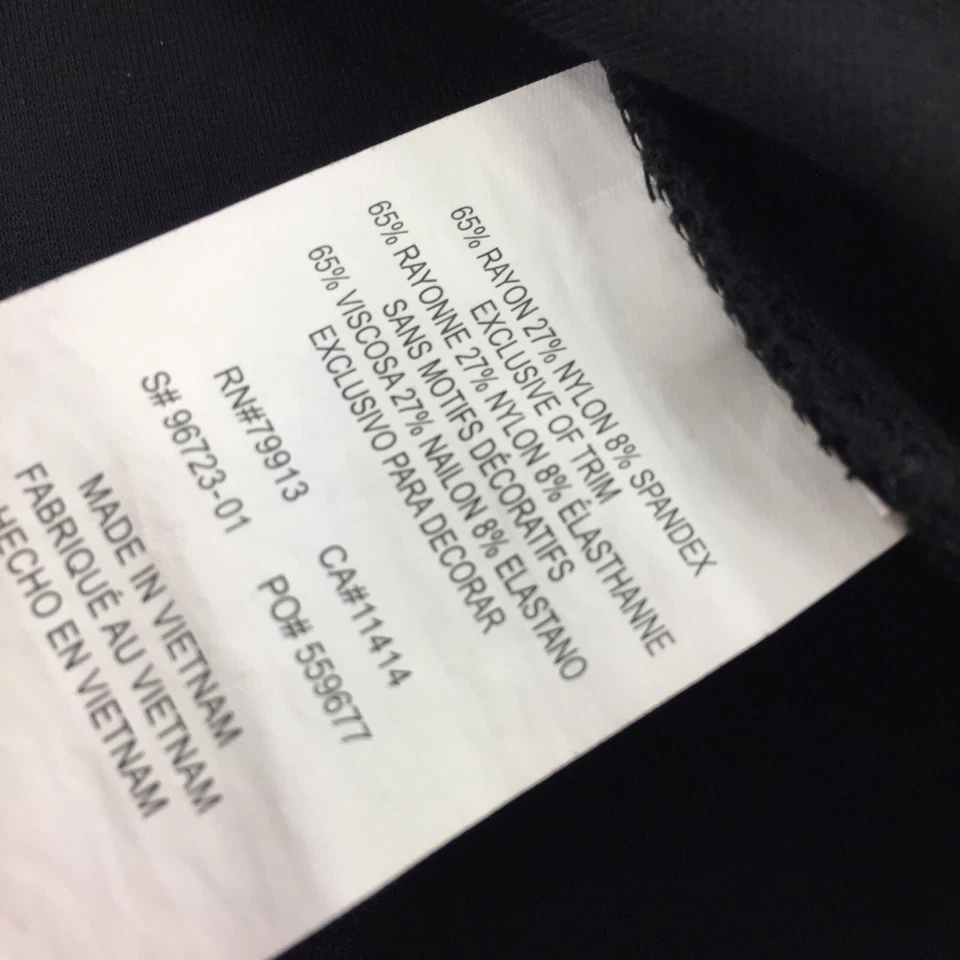 65% RAYON 27% NYLON 8% SPANDEX
EXCLUSIVE OF TRIM
65% RAYONNE 27% NYLON 8% ÉLASTHANNE
SANS MOTIFS DÉCORATIFS
65% VISCOSA 27% NAILON 8% ELASTANO
EXCLUSIVO PARA DECORAR
RN#79913 CA#11414
S# 96723-01 PO# 559677
MADE IN VIETNAM
FABRIQUÉ AU VIETNAM
HECHO EN VIETNAM